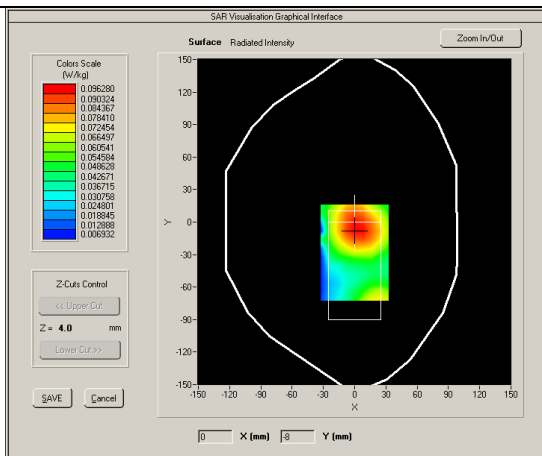 SAR Visualisation Graphical Interface
Surface Radiated Intensity
Zoom In/Out
Colors Scale
(W/kg)
0.096280
0.090324
0.084367
0.078410
0.072454
0.066497
0.060541
0.054584
0.048628
0.042671
0.036715
0.030758
0.024801
0.018845
0.012888
0.006932
Z-Cuts Control
<< Upper Cut
Z = 4.0 mm
Lower Cut >>
SAVE Cancel
150
120
90
60
30
0
-30
-60
-90
-120
-150
Y
-150 -120 -90 -60 -30 0 30 60 90 120 150
X
0 X (mm) -8 Y (mm)